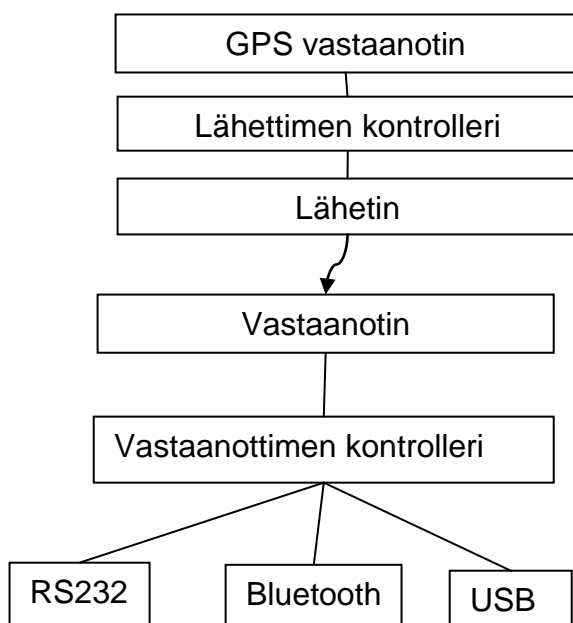 GPS vastaanotin
Lähettimen kontrolleri
Lähetin
Vastaanotin
Vastaanottimen kontrolleri
RS232
Bluetooth
USB